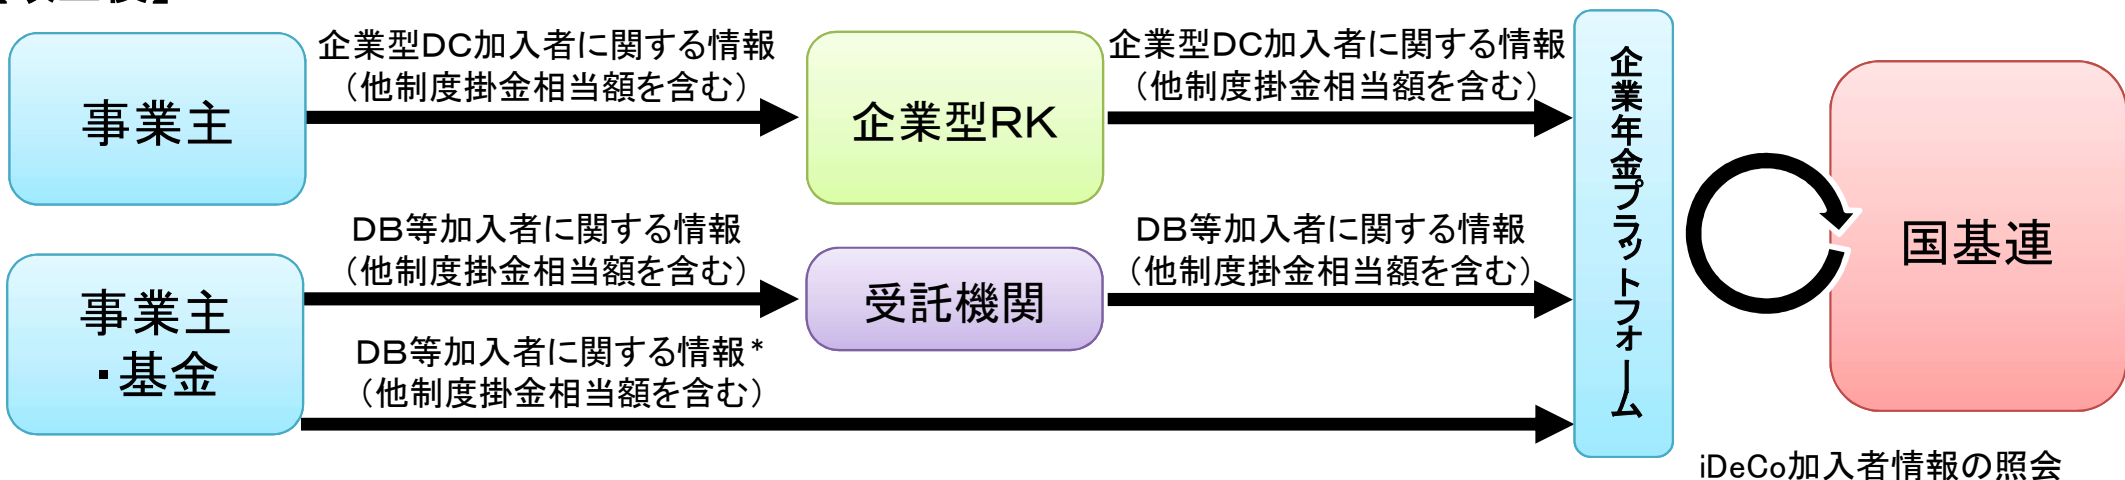 事業主
企業型DC加入者に関する情報
（他制度掛金相当額を含む）
企業型RK
企業型DC加入者に関する情報
（他制度掛金相当額を含む）
事業主
・基金
DB等加入者に関する情報
（他制度掛金相当額を含む）
受託機関
DB等加入者に関する情報
（他制度掛金相当額を含む）
DB等加入者に関する情報*
（他制度掛金相当額を含む）
企業年金プラットフォーム
国基連
iDeCo加入者情報の照会